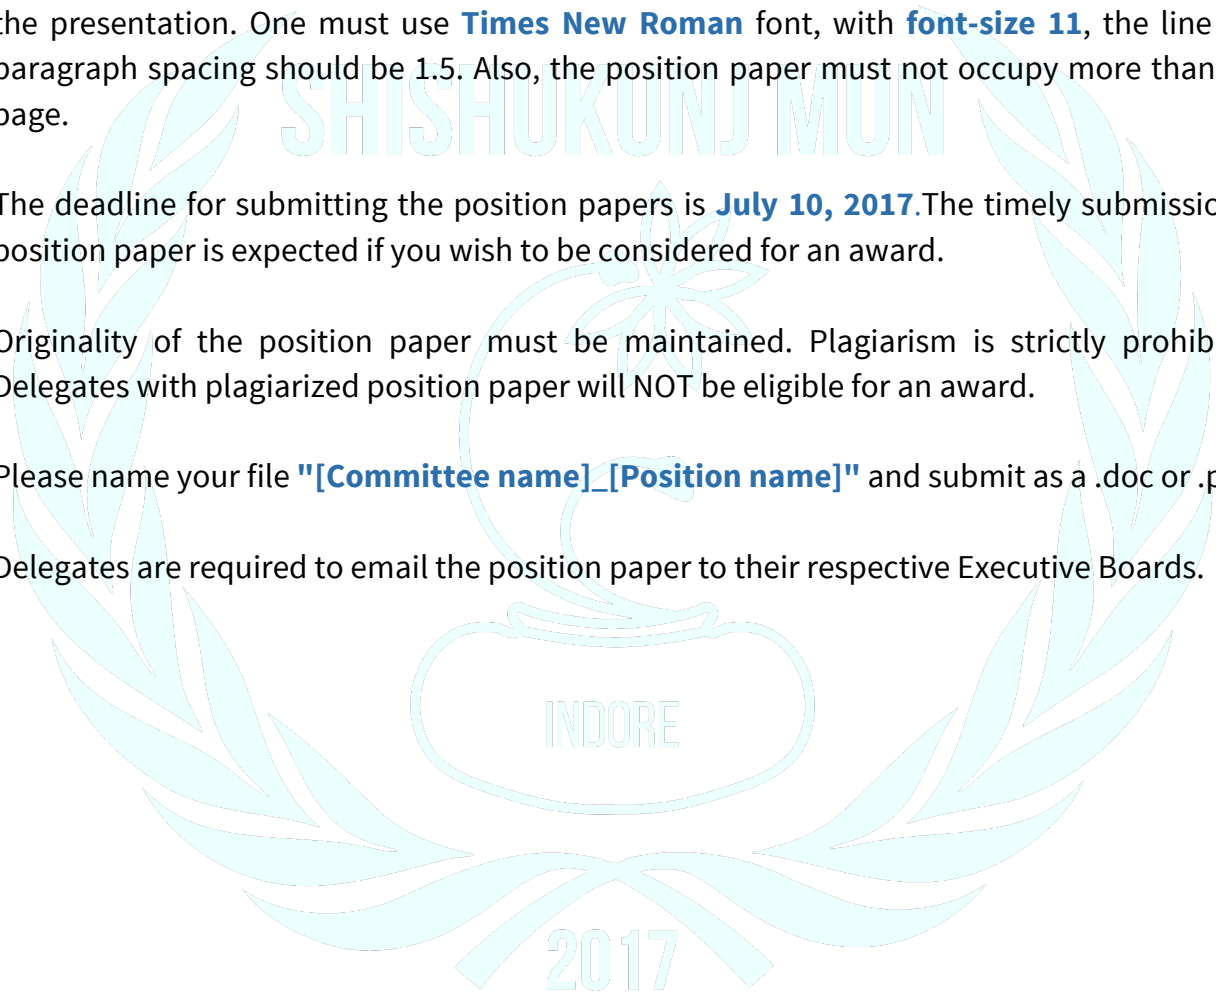 the presentation. One must use Times New Roman font, with font-size 11, the line
paragraph spacing should be 1.5. Also, the position paper must not occupy more than
page.
SHISHUKUNJ MUN
The deadline for submitting the position papers is July 10, 2017.The timely submissio
position paper is expected if you wish to be considered for an award.
Originality of the position paper must be maintained. Plagiarism is strictly prohib
Delegates with plagiarized position paper will NOT be eligible for an award.
Please name your file "[Committee name]_[Position name]" and submit as a .doc or .p
Delegates are required to email the position paper to their respective Executive Boards.
INDORE
2017